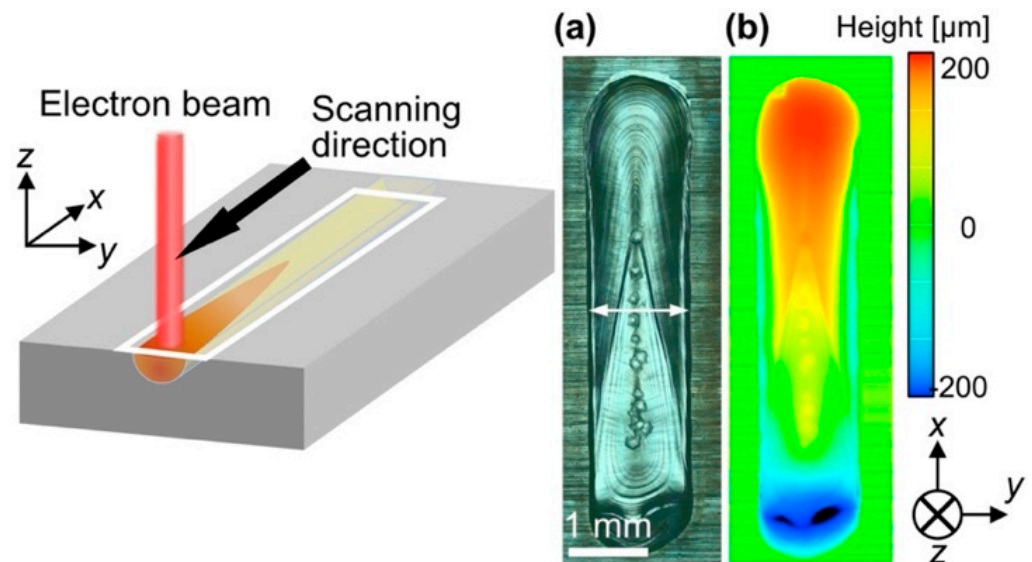 Electron beam
Scanning
direction
z
x
y
(a)
1 mm
(b)
Height [µm]
200
0
-200
x
y
z